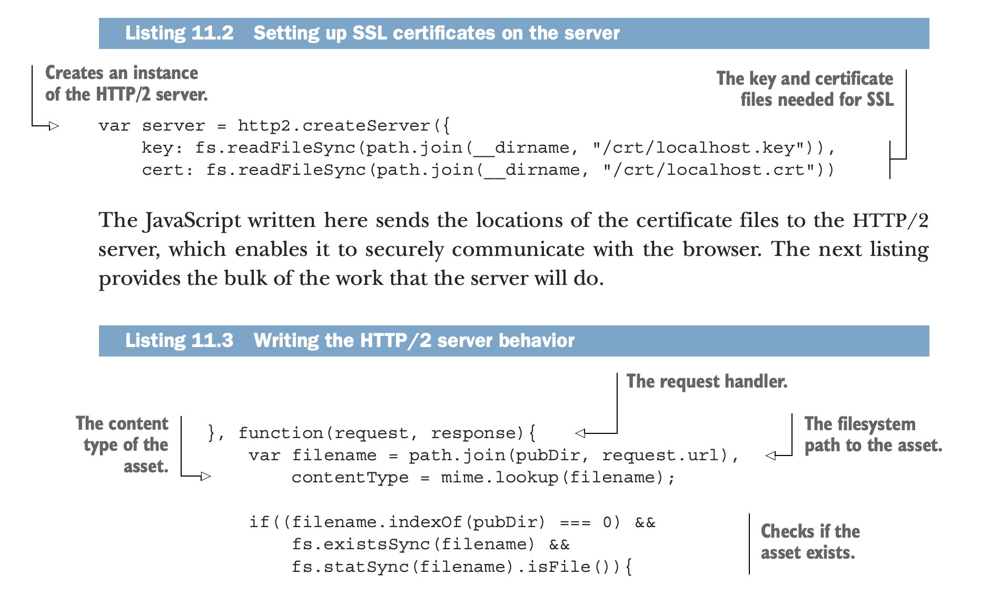 Listing 11.2 Setting up SSL certificates on the server
Creates an instance
of the HTTP/2 server.
The key and certificate
files needed for SSL
var server = http2.createServer({
    key: fs.readFileSync(path.join(__dirname, "/crt/localhost.key")),
    cert: fs.readFileSync(path.join(__dirname, "/crt/localhost.crt"))
The JavaScript written here sends the locations of the certificate files to the HTTP/2
server, which enables it to securely communicate with the browser. The next listing
provides the bulk of the work that the server will do.
Listing 11.3 Writing the HTTP/2 server behavior
The request handler.
The content
type of the
asset.
The filesystem
path to the asset.
}, function(request, response){
    var filename = path.join(pubDir, request.url),
        contentType = mime.lookup(filename);
    if((filename.indexOf(pubDir) === 0) &&
        fs.existsSync(filename) &&
        fs.statSync(filename).isFile()){
Checks if the
asset exists.